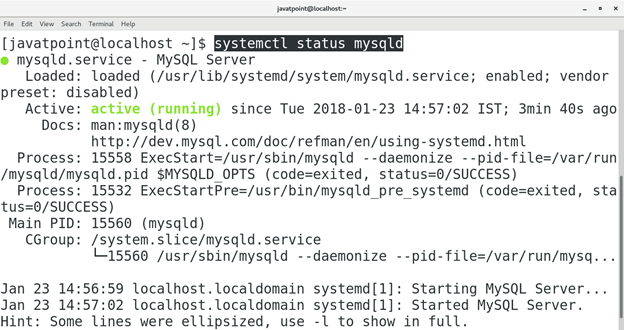 javatpoint@localhost:~
File Edit View Search Terminal Help
[javatpoint@localhost ~]$ systemctl status mysqld
● mysqld.service - MySQL Server
Loaded: loaded (/usr/lib/systemd/system/mysqld.service; enabled; vendor
preset: disabled)
Active: active (running) since Tue 2018-01-23 14:57:02 IST; 3min 40s ago
Docs: man:mysqld(8)
http://dev.mysql.com/doc/refman/en/using-systemd.html
Process: 15558 ExecStart=/usr/sbin/mysqld --daemonize --pid-file=/var/run
/mysqld/mysqld.pid $MYSQLD_OPTS (code=exited, status=0/SUCCESS)
Process: 15532 ExecStartPre=/usr/bin/mysqld_pre_systemd (code=exited, sta
tus=0/SUCCESS)
Main PID: 15560 (mysqld)
CGroup: /system.slice/mysqld.service
└─15560 /usr/sbin/mysqld --daemonize --pid-file=/var/run/mysq...
Jan 23 14:56:59 localhost.localdomain systemd[1]: Starting MySQL Server...
Jan 23 14:57:02 localhost.localdomain systemd[1]: Started MySQL Server.
Hint: Some lines were ellipsized, use -l to show in full.